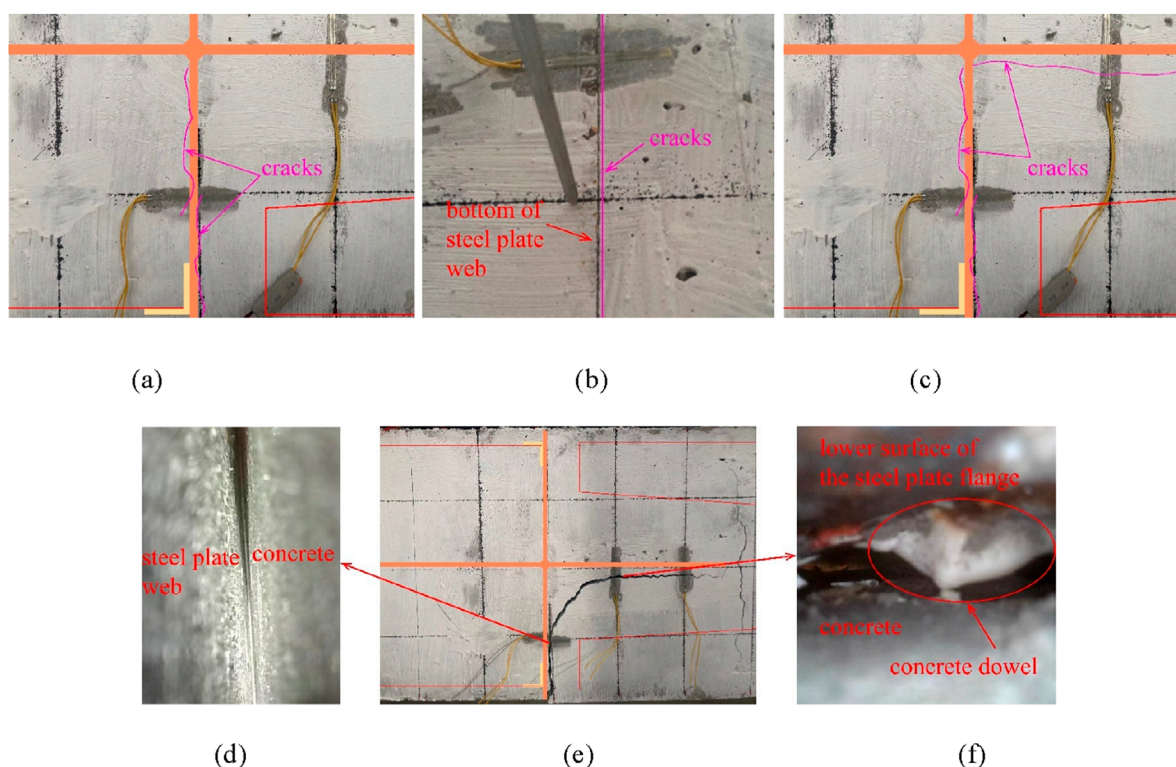 cracks
cracks
bottom of
steel plate
web
cracks
(a)
(b)
(c)
steel plate
web
concrete
lower surface of
the steel plate flange
concrete
concrete dowel
(d)
(e)
(f)